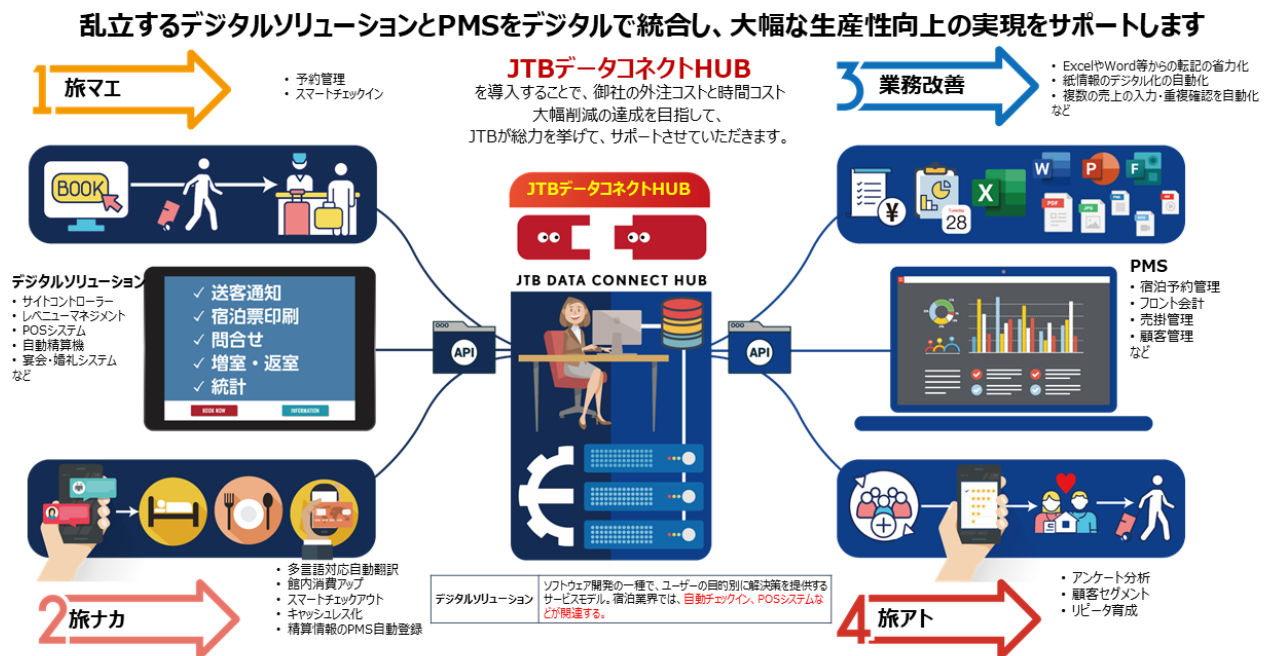 乱立するデジタルソリューションとPMSをデジタルで統合し、大幅な生産性向上の実現をサポートします
1 旅マエ
• 予約管理
• スマートチェックイン
JTBデータコネクトHUB
を導入することで、御社の外注コストと時間コスト
大幅削減の達成を目指して、
JTBが総力を挙げて、サポートさせていただきます。
3 業務改善
• ExcelやWord等からの転記の省力化
• 紙情報のデジタル化の自動化
• 複数の売上の入力・重複確認を自動化
など
BOOK
JTBデータコネクトHUB
JTB DATA CONNECT HUB
¥
28
X
W
P
F
PDF
JPG
デジタルソリューション
• サイトコントローラー
• レベニューマネジメント
• POSシステム
• 自動精算機
• 宴会・婚礼システム
など
✓ 送客通知
✓ 宿泊票印刷
✓ 問合せ
✓ 増室・返室
✓ 統計
BOOK NOW
INFORMATION
API
API
PMS
• 宿泊予約管理
• フロント会計
• 売掛管理
• 顧客管理
など
2 旅ナカ
• 多言語対応自動翻訳
• 館内消費アップ
• スマートチェックアウト
• キャッシュレス化
• 精算情報のPMS自動登録
デジタルソリューション
ソフトウェア開発の一種で、ユーザーの目的別に解決策を提供する
サービスモデル。宿泊業界では、自動チェックイン、POSシステムな
どが関連する。
4 旅アト
• アンケート分析
• 顧客セグメント
• リピータ育成